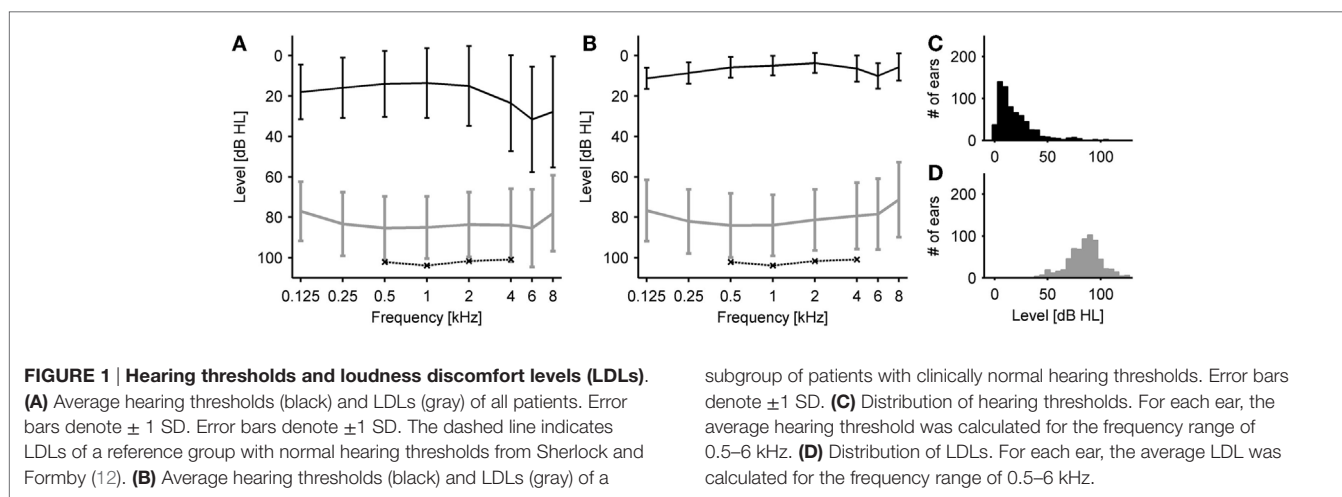 A
B
C
D
0
20
40
60
80
100
Level [dB HL]
0.125 0.25 0.5 1 2 4 6 8
Frequency [kHz]
0
20
40
60
80
100
Level [dB HL]
0.125 0.25 0.5 1 2 4 6 8
Frequency [kHz]
200
100
0
# of ears
0 50 100
200
100
0
# of ears
0 50 100
Level [dB HL]
FIGURE 1 | Hearing thresholds and loudness discomfort levels (LDLs).
(A) Average hearing thresholds (black) and LDLs (gray) of all patients. Error
bars denote ± 1 SD. Error bars denote ±1 SD. The dashed line indicates
LDLs of a reference group with normal hearing thresholds from Sherlock and
Formby (12). (B) Average hearing thresholds (black) and LDLs (gray) of a
subgroup of patients with clinically normal hearing thresholds. Error bars
denote ±1 SD. (C) Distribution of hearing thresholds. For each ear, the
average hearing threshold was calculated for the frequency range of
0.5–6 kHz. (D) Distribution of LDLs. For each ear, the average LDL was
calculated for the frequency range of 0.5–6 kHz.